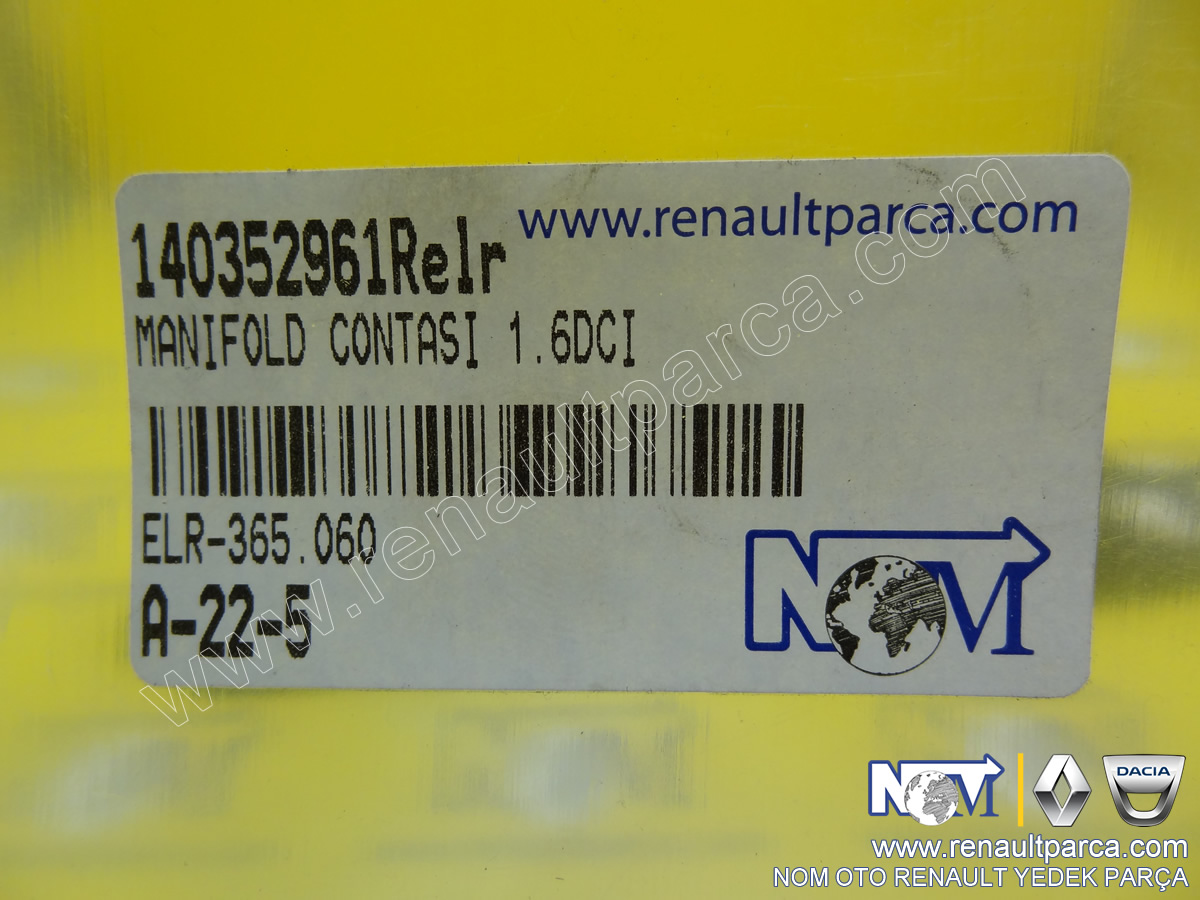 www.renaultparca.com
140352961Relr
MANIFOLD CONTASI 1.6DCI
ELR-365.060
A-22-5
NOM
www.renaultparca.com
NOM
DACIA
www.renaultparca.com
NOM OTO RENAULT YEDEK PARÇA